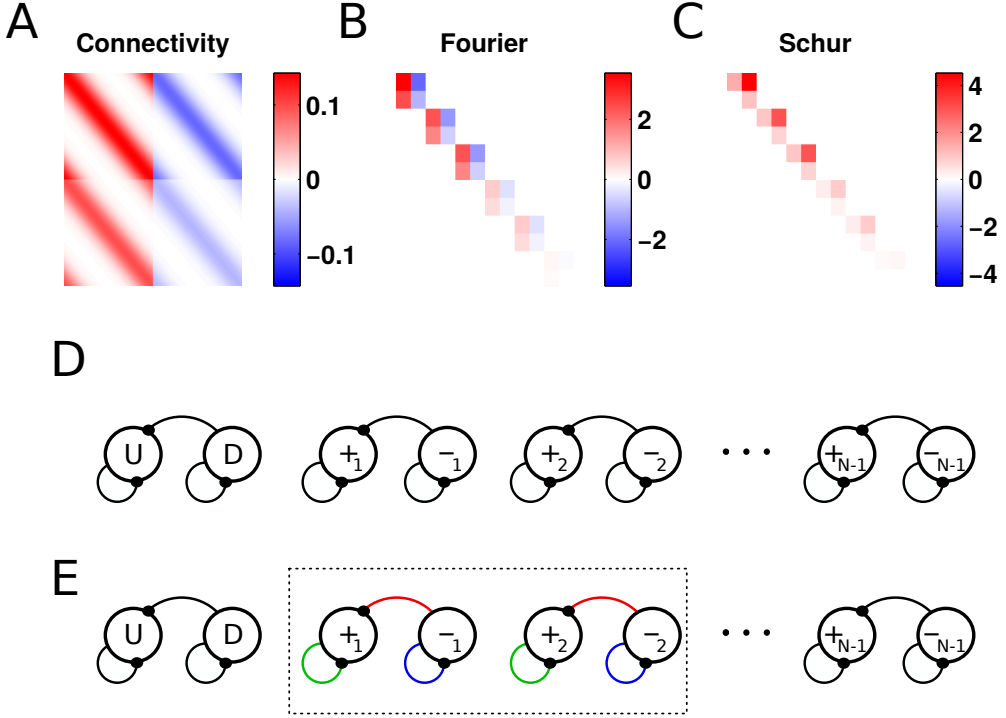 A
Connectivity
0.1
0
−0.1
B
Fourier
2
0
−2
C
Schur
4
2
0
−2
−4
D
U D +1 −1 +2 −2 ... +N-1 −N-1
E
U D +1 −1 +2 −2 ... +N-1 −N-1